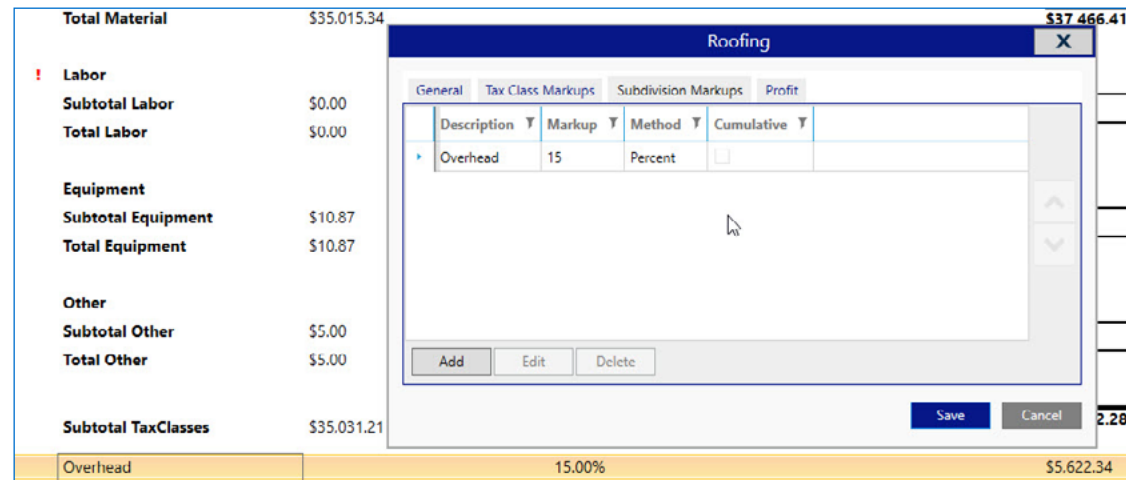 Total Material $35.015.34 $37 466.41
Roofing X
! Labor
General Tax Class Markups Subdivision Markups Profit
Subtotal Labor $0.00
Description Markup Method Cumulative
Total Labor $0.00
Overhead 15 Percent
Equipment
Subtotal Equipment $10.87
Total Equipment $10.87
Other
Subtotal Other $5.00
Total Other $5.00
Add Edit Delete
Save Cancel
Subtotal TaxClasses $35.031.21 2.28
Overhead 15.00% $5.622.34